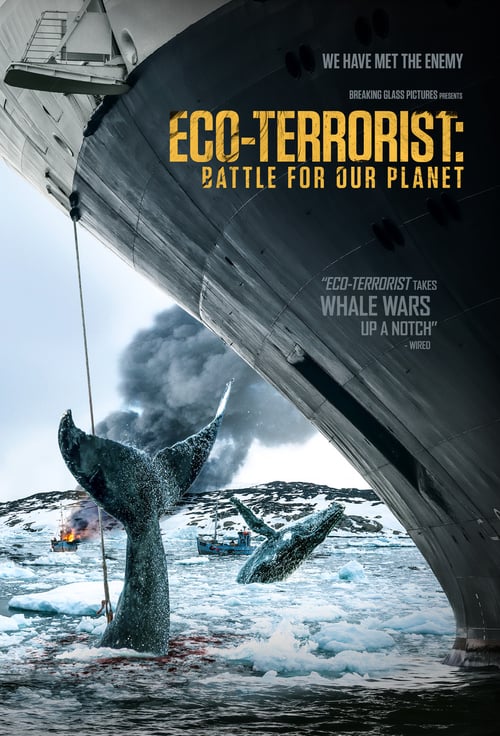 WE HAVE MET THE ENEMY
BREAKING GLASS PICTURES PRESENTS
ECO-TERRORIST:
BATTLE FOR OUR PLANET
"ECO-TERRORIST TAKES
WHALE WARS
UP A NOTCH"
- WIRED